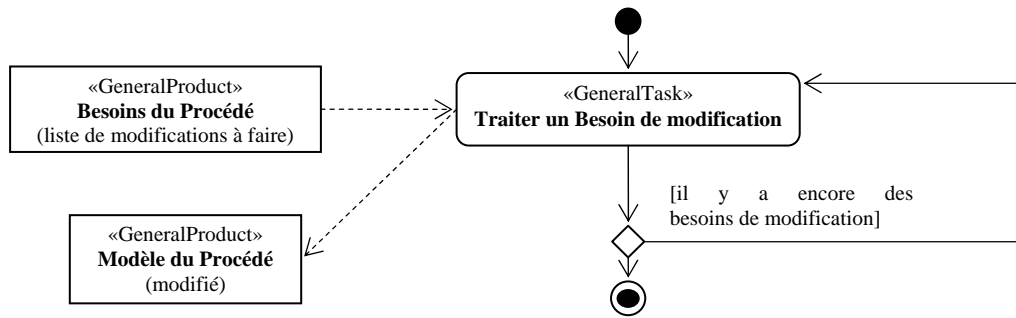 «GeneralProduct»
Besoins du Procédé
(liste de modifications à faire)
«GeneralTask»
Traiter un Besoin de modification
[il y a encore des
besoins de modification]
«GeneralProduct»
Modèle du Procédé
(modifié)